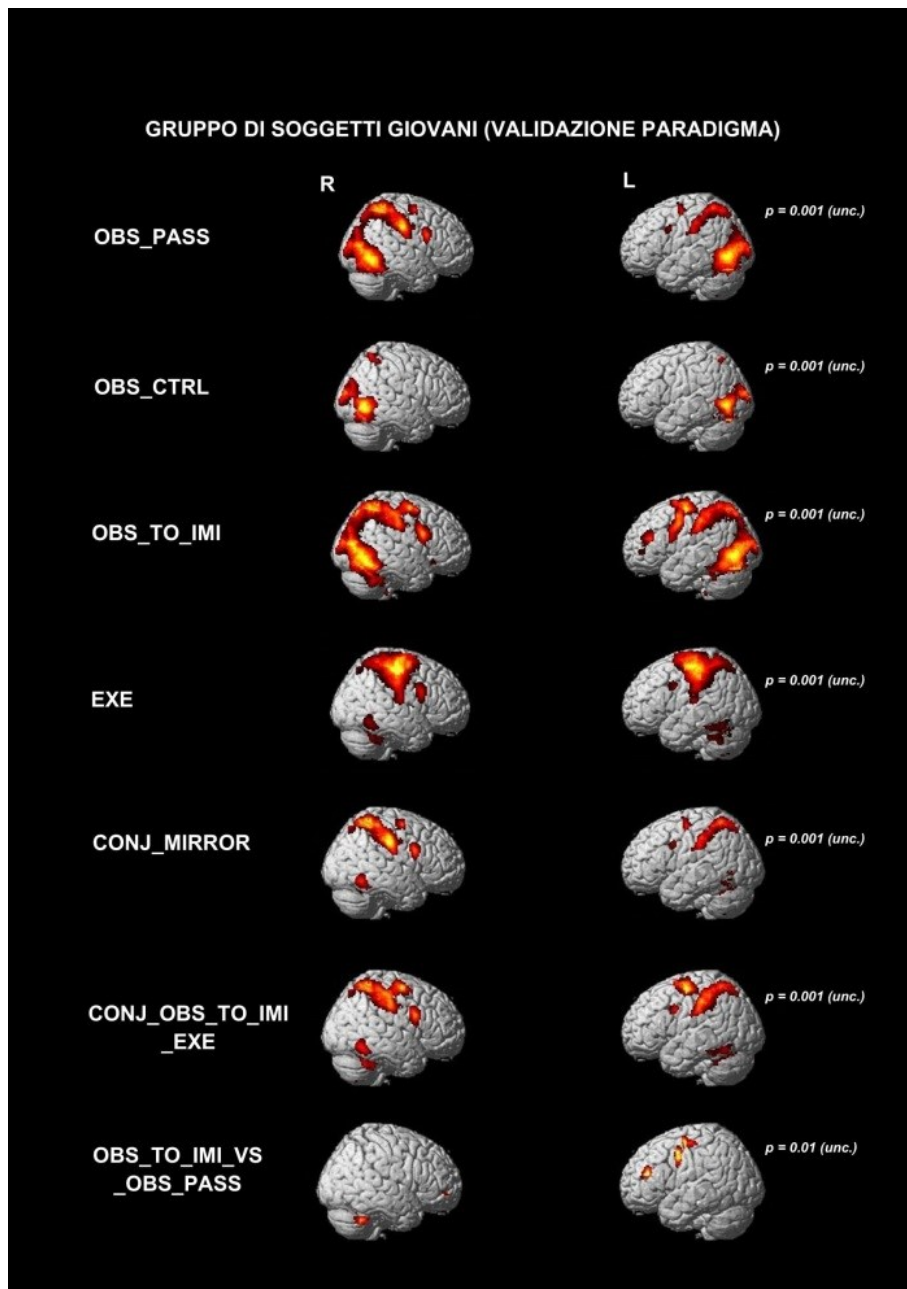 GRUPPO DI SOGGETTI GIOVANI (VALIDAZIONE PARADIGMA)
R L
OBS_PASS p = 0.001 (unc.)
OBS_CTRL p = 0.001 (unc.)
OBS_TO_IMI p = 0.001 (unc.)
EXE p = 0.001 (unc.)
CONJ_MIRROR p = 0.001 (unc.)
CONJ_OBS_TO_IMI p = 0.001 (unc.)
_EXE
OBS_TO_IMI_VS p = 0.01 (unc.)
_OBS_PASS